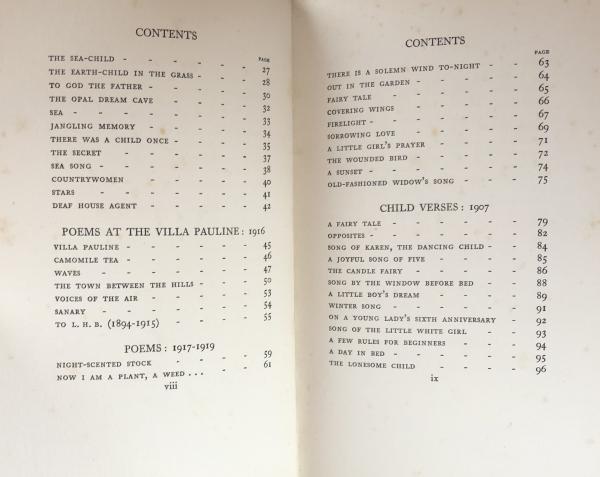 CONTENTS
PAGE
THE SEA-CHILD - - - - - 27
THE EARTH-CHILD IN THE GRASS - - - 28
TO GOD THE FATHER - - - - 30
THE OPAL DREAM CAVE - - - - 32
SEA - - - - - - - 33
JANGLING MEMORY - - - - 34
THERE WAS A CHILD ONCE - - - - 35
THE SECRET - - - - - 37
SEA SONG - - - - - - 38
COUNTRYWOMEN - - - - - 40
STARS - - - - - - 41
DEAF HOUSE AGENT - - - - 42
POEMS AT THE VILLA PAULINE: 1916
VILLA PAULINE - - - - - - 45
CAMOMILE TEA - - - - - - 46
WAVES - - - - - - 47
THE TOWN BETWEEN THE HILLS - - - 50
VOICES OF THE AIR - - - - - 53
SANARY - - - - - - 54
TO L. H. B. (1894-1915) - - - - 55
POEMS: 1917-1919
NIGHT-SCENTED STOCK - - - - 59
NOW I AM A PLANT, A WEED . . . - - 61
viii
CONTENTS
PAGE
THERE IS A SOLEMN WIND TO-NIGHT - - 63
OUT IN THE GARDEN - - - - 64
FAIRY TALE - - - - - 65
COVERING WINGS - - - - 66
FIRELIGHT - - - - - - 67
SORROWING LOVE - - - - 69
A LITTLE GIRL'S PRAYER - - - - 71
THE WOUNDED BIRD - - - - 72
A SUNSET - - - - - - 74
OLD-FASHIONED WIDOW'S SONG - - - 75
CHILD VERSES: 1907
A FAIRY TALE - - - - - 79
OPPOSITES - - - - - - 82
SONG OF KAREN, THE DANCING CHILD - - 84
A JOYFUL SONG OF FIVE - - - - 85
THE CANDLE FAIRY - - - - 86
SONG BY THE WINDOW BEFORE BED - - 88
A LITTLE BOY'S DREAM - - - - 89
WINTER SONG - - - - - 91
ON A YOUNG LADY'S SIXTH ANNIVERSARY - 92
SONG OF THE LITTLE WHITE GIRL - - 93
A FEW RULES FOR BEGINNERS - - - 94
A DAY IN BED - - - - - 95
THE LONESOME CHILD - - - - 96
ix